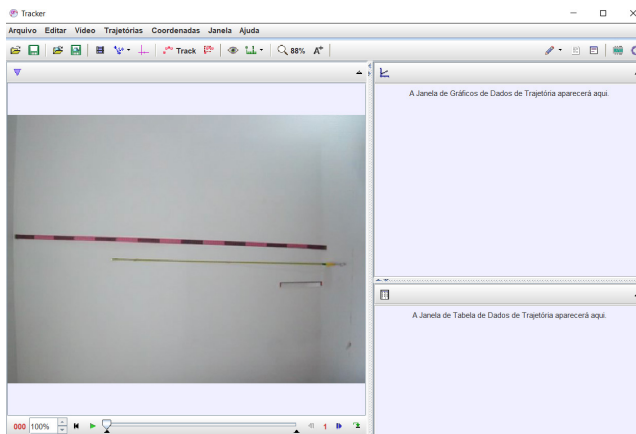 Tracker
Arquivo Editar Video Trajetórias Coordenadas Janela Ajuda
Track 88% A
A Janela de Gráficos de Dados de Trajetória aparecerá aqui.
A Janela de Tabela de Dados de Trajetória aparecerá aqui.
000 100% 1